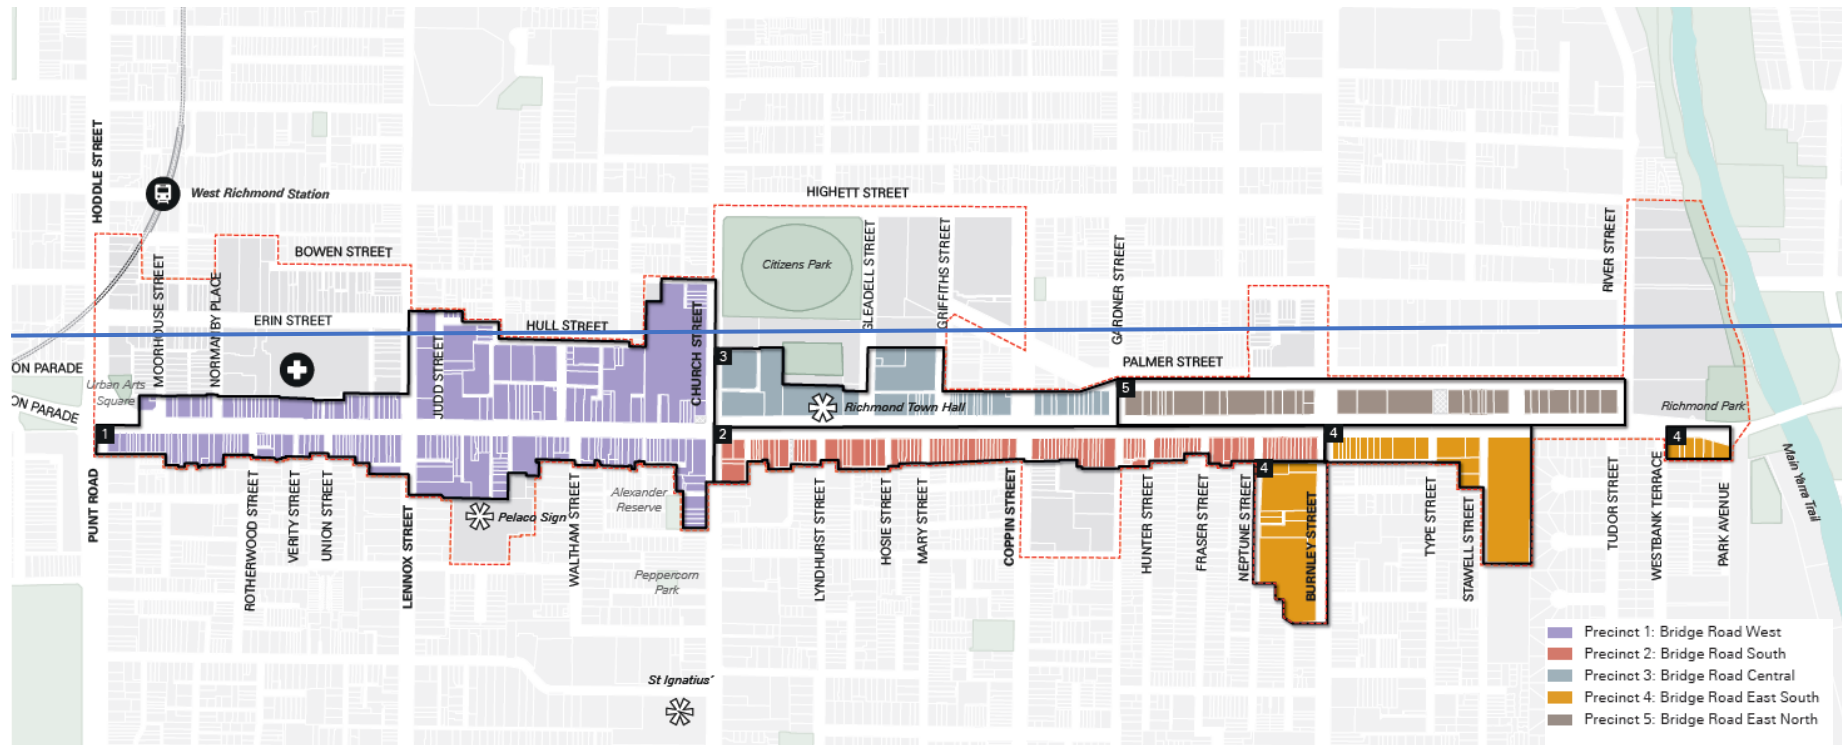 HODDLE STREET
West Richmond Station
HIGHETT STREET
BOWEN STREET
MOORHOUSE STREET
NORMANBY PLACE
ERIN STREET
HULL STREET
JUDD STREET
CHURCH STREET
Citizens Park
GLEADELL STREET
GRIFFITHS STREET
GARDNER STREET
RIVER STREET
PALMER STREET
ON PARADE
ON PARADE
Urban Arts
Square
3
5
Richmond Town Hall
Richmond Park
1
2
4
4
4
PUNT ROAD
ROTHERWOOD STREET
VERITY STREET
UNION STREET
LENNOX STREET
Pelaco Sign
WALTHAM STREET
Alexander
Reserve
Peppercorn
Park
LYNDHURST STREET
HOSIE STREET
MARY STREET
COPPIN STREET
HUNTER STREET
FRASER STREET
NEPTUNE STREET
BURNLEY STREET
TYPE STREET
STAWELL STREET
TUDOR STREET
WESTBANK TERRACE
PARK AVENUE
Main Yarra Trail
St Ignatius'
Precinct 1: Bridge Road West
Precinct 2: Bridge Road South
Precinct 3: Bridge Road Central
Precinct 4: Bridge Road East South
Precinct 5: Bridge Road East North